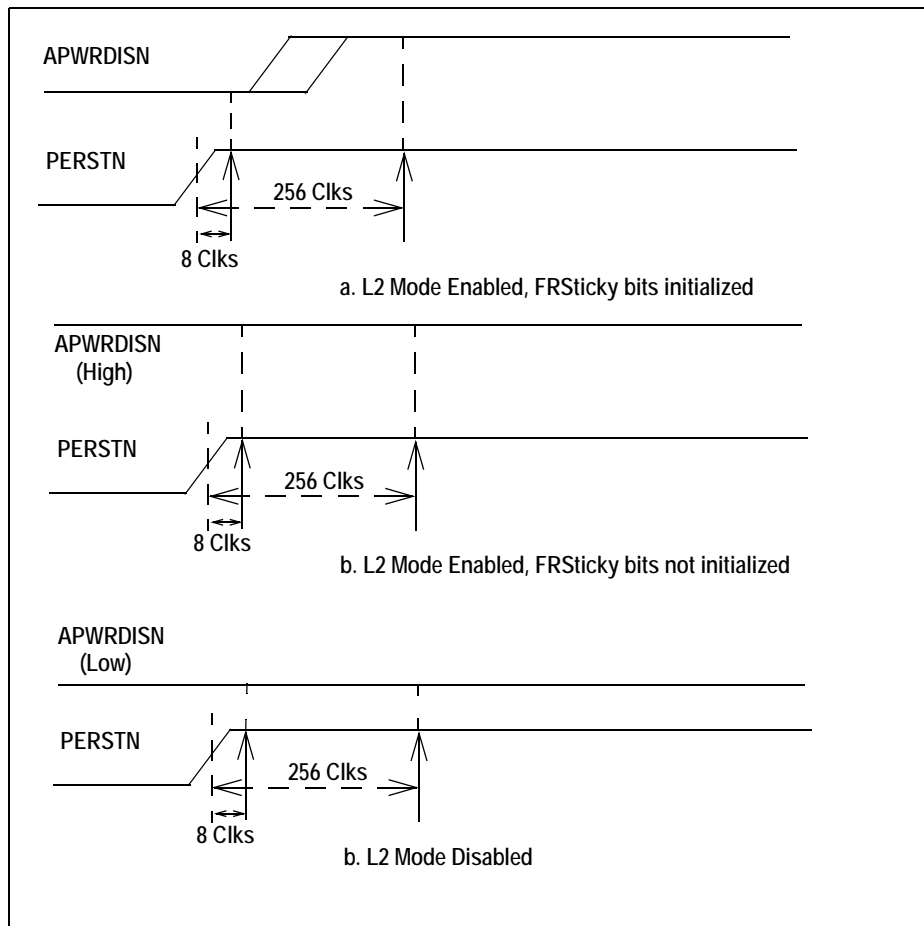 APWRDISN
PERSTN
256 Clks
8 Clks
a. L2 Mode Enabled, FRSticky bits initialized
APWRDISN
(High)
PERSTN
256 Clks
8 Clks
b. L2 Mode Enabled, FRSticky bits not initialized
APWRDISN
(Low)
PERSTN
256 Clks
8 Clks
b. L2 Mode Disabled